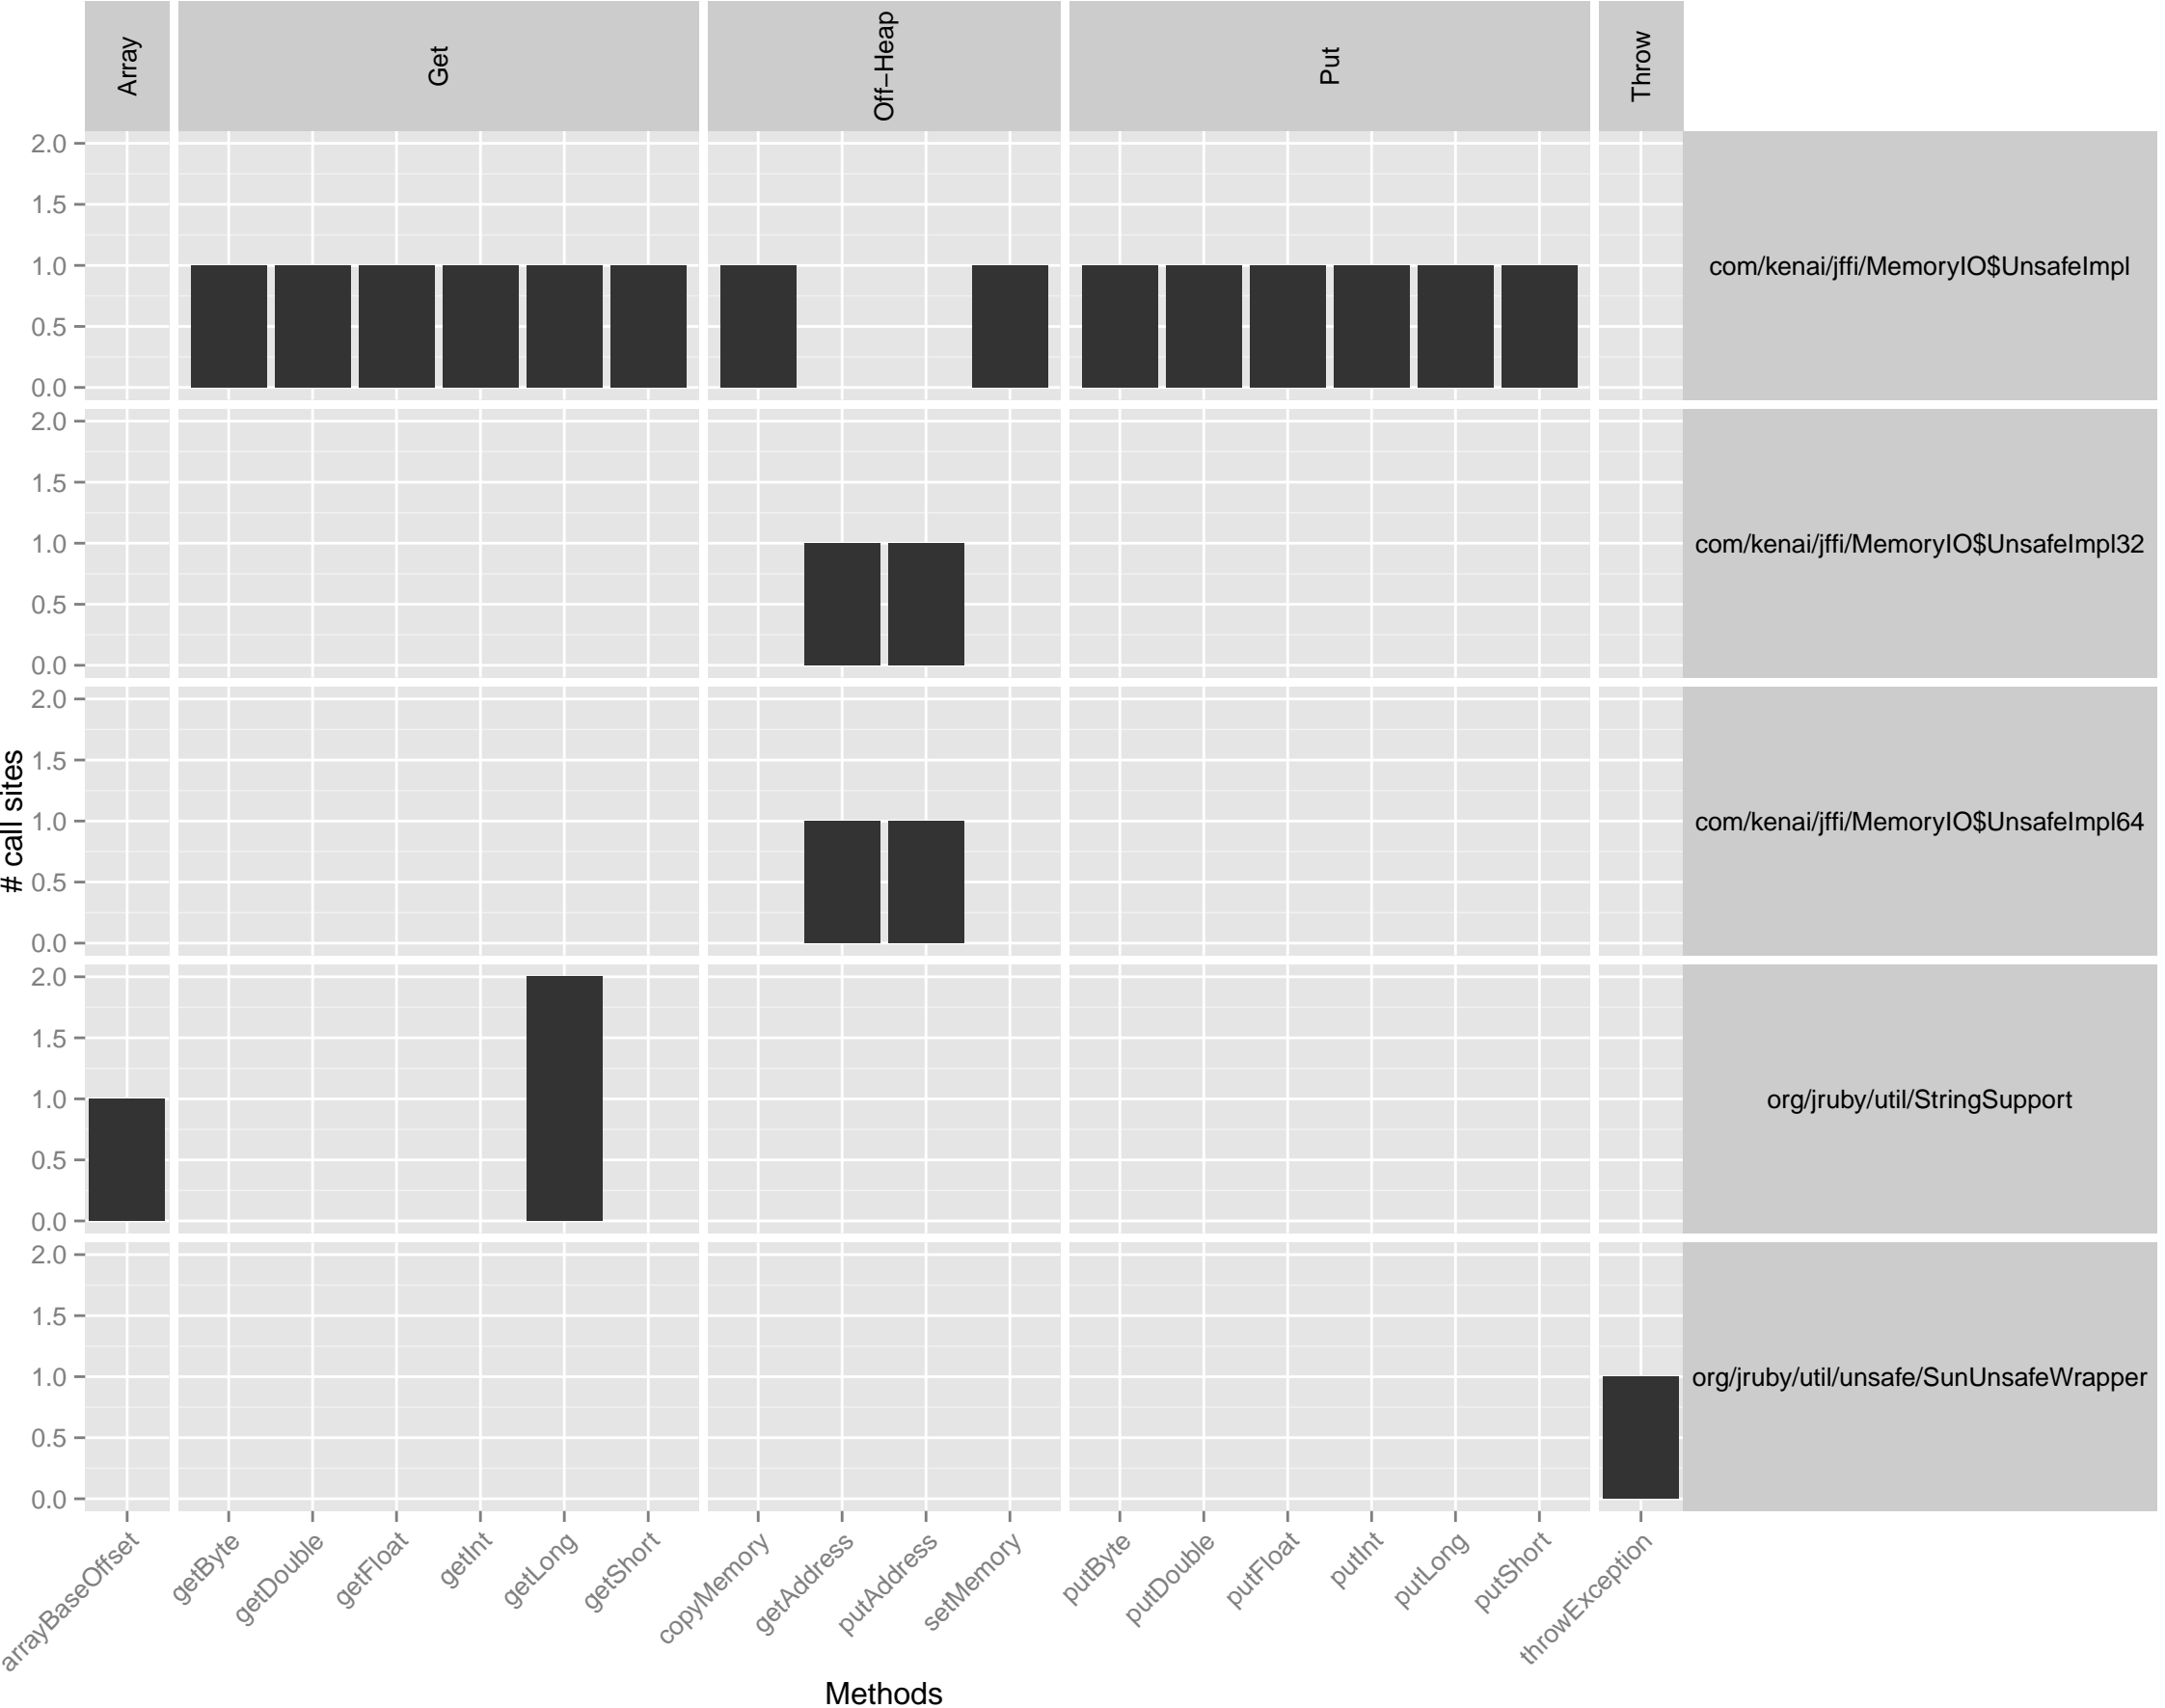 Array
Get
Off−Heap
Put
Throw
2.0
1.5
1.0
0.5
0.0
com/kenai/jffi/MemoryIO$UnsafeImpl
2.0
1.5
1.0
0.5
0.0
com/kenai/jffi/MemoryIO$UnsafeImpl32
2.0
1.5
1.0
0.5
0.0
com/kenai/jffi/MemoryIO$UnsafeImpl64
2.0
1.5
1.0
0.5
0.0
org/jruby/util/StringSupport
2.0
1.5
1.0
0.5
0.0
org/jruby/util/unsafe/SunUnsafeWrapper
# call sites
arrayBaseOffset
getByte
getDouble
getFloat
getInt
getLong
getShort
copyMemory
getAddress
putAddress
setMemory
putByte
putDouble
putFloat
putInt
putLong
putShort
throwException
Methods